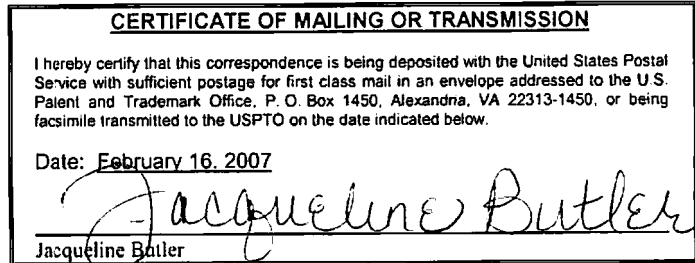 CERTIFICATE OF MAILING OR TRANSMISSION
I hereby certify that this correspondence is being deposited with the United States Postal
Service with sufficient postage for first class mail in an envelope addressed to the U.S.
Patent and Trademark Office, P. O. Box 1450, Alexandria, VA 22313-1450, or being
facsimile transmitted to the USPTO on the date indicated below.
Date: February 16, 2007
Jacqueline Butler
Jacqueline Butler